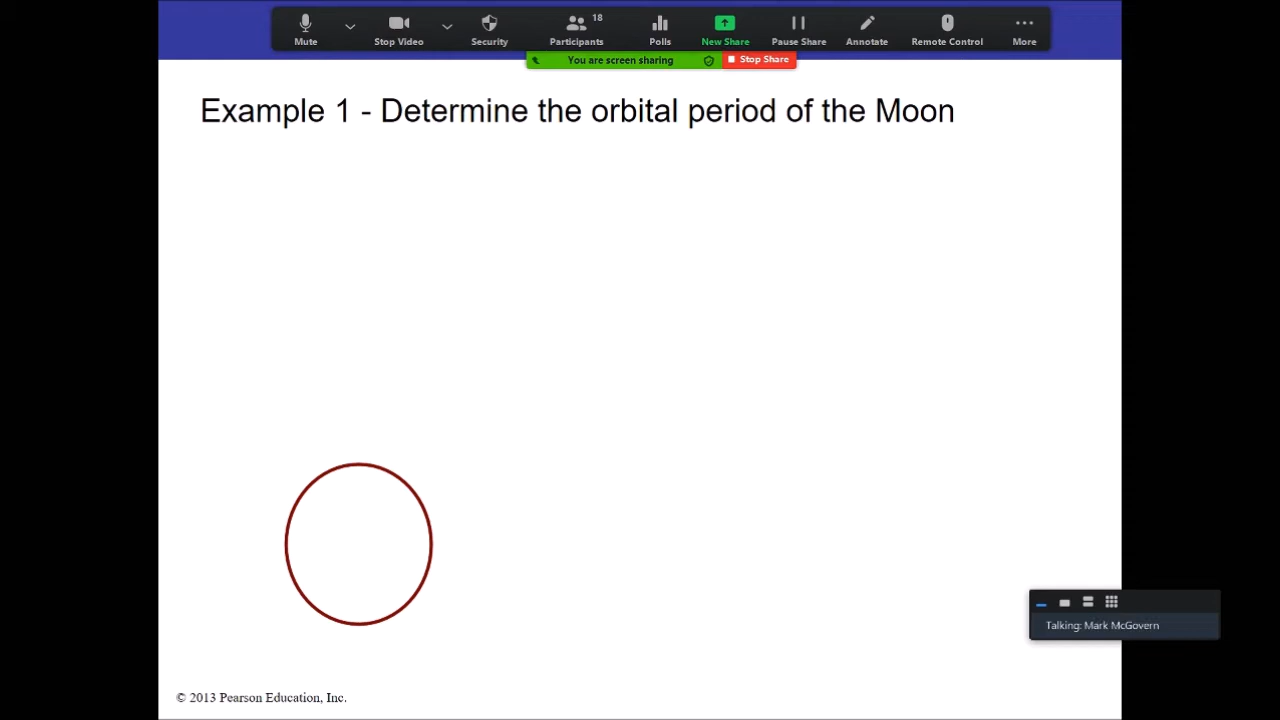 18
Mute
Stop Video
Security
Participants
Polls
New Share
Pause Share
Annotate
Remote Control
More
You are screen sharing
Stop Share
Example 1 - Determine the orbital period of the Moon
Talking: Mark McGovern
© 2013 Pearson Education, Inc.